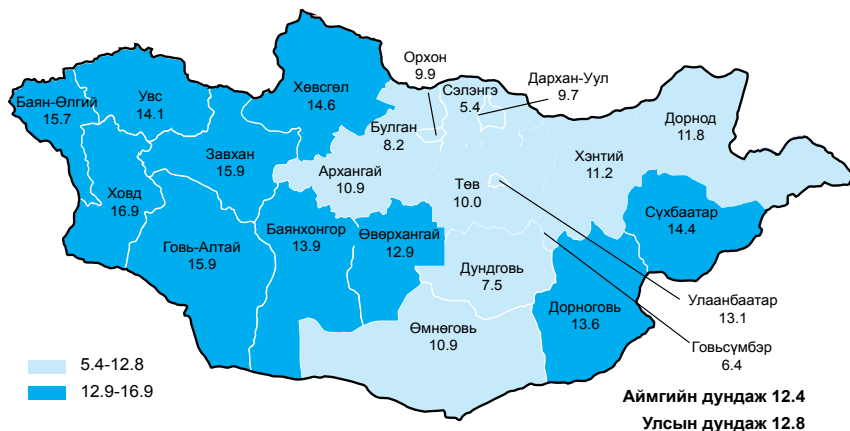 Орхон
9.9
Сэлэнгэ
5.4
Дархан-Уул
9.7
Хөвсгөл
14.6
Увс
14.1
Баян-Өлгий
15.7
Дорнод
11.8
Булган
8.2
Завхан
15.9
Архангай
10.9
Хэнтий
11.2
Ховд
16.9
Төв
10.0
Сүхбаатар
14.4
Баянхонгор
13.9
Өвөрхангай
12.9
Говь-Алтай
15.9
Дундговь
7.5
Улаанбаатар
13.1
Дорноговь
13.6
Өмнөговь
10.9
Говьсүмбэр
6.4
5.4-12.8
12.9-16.9
Аймгийн дундаж 12.4
Улсын дундаж 12.8